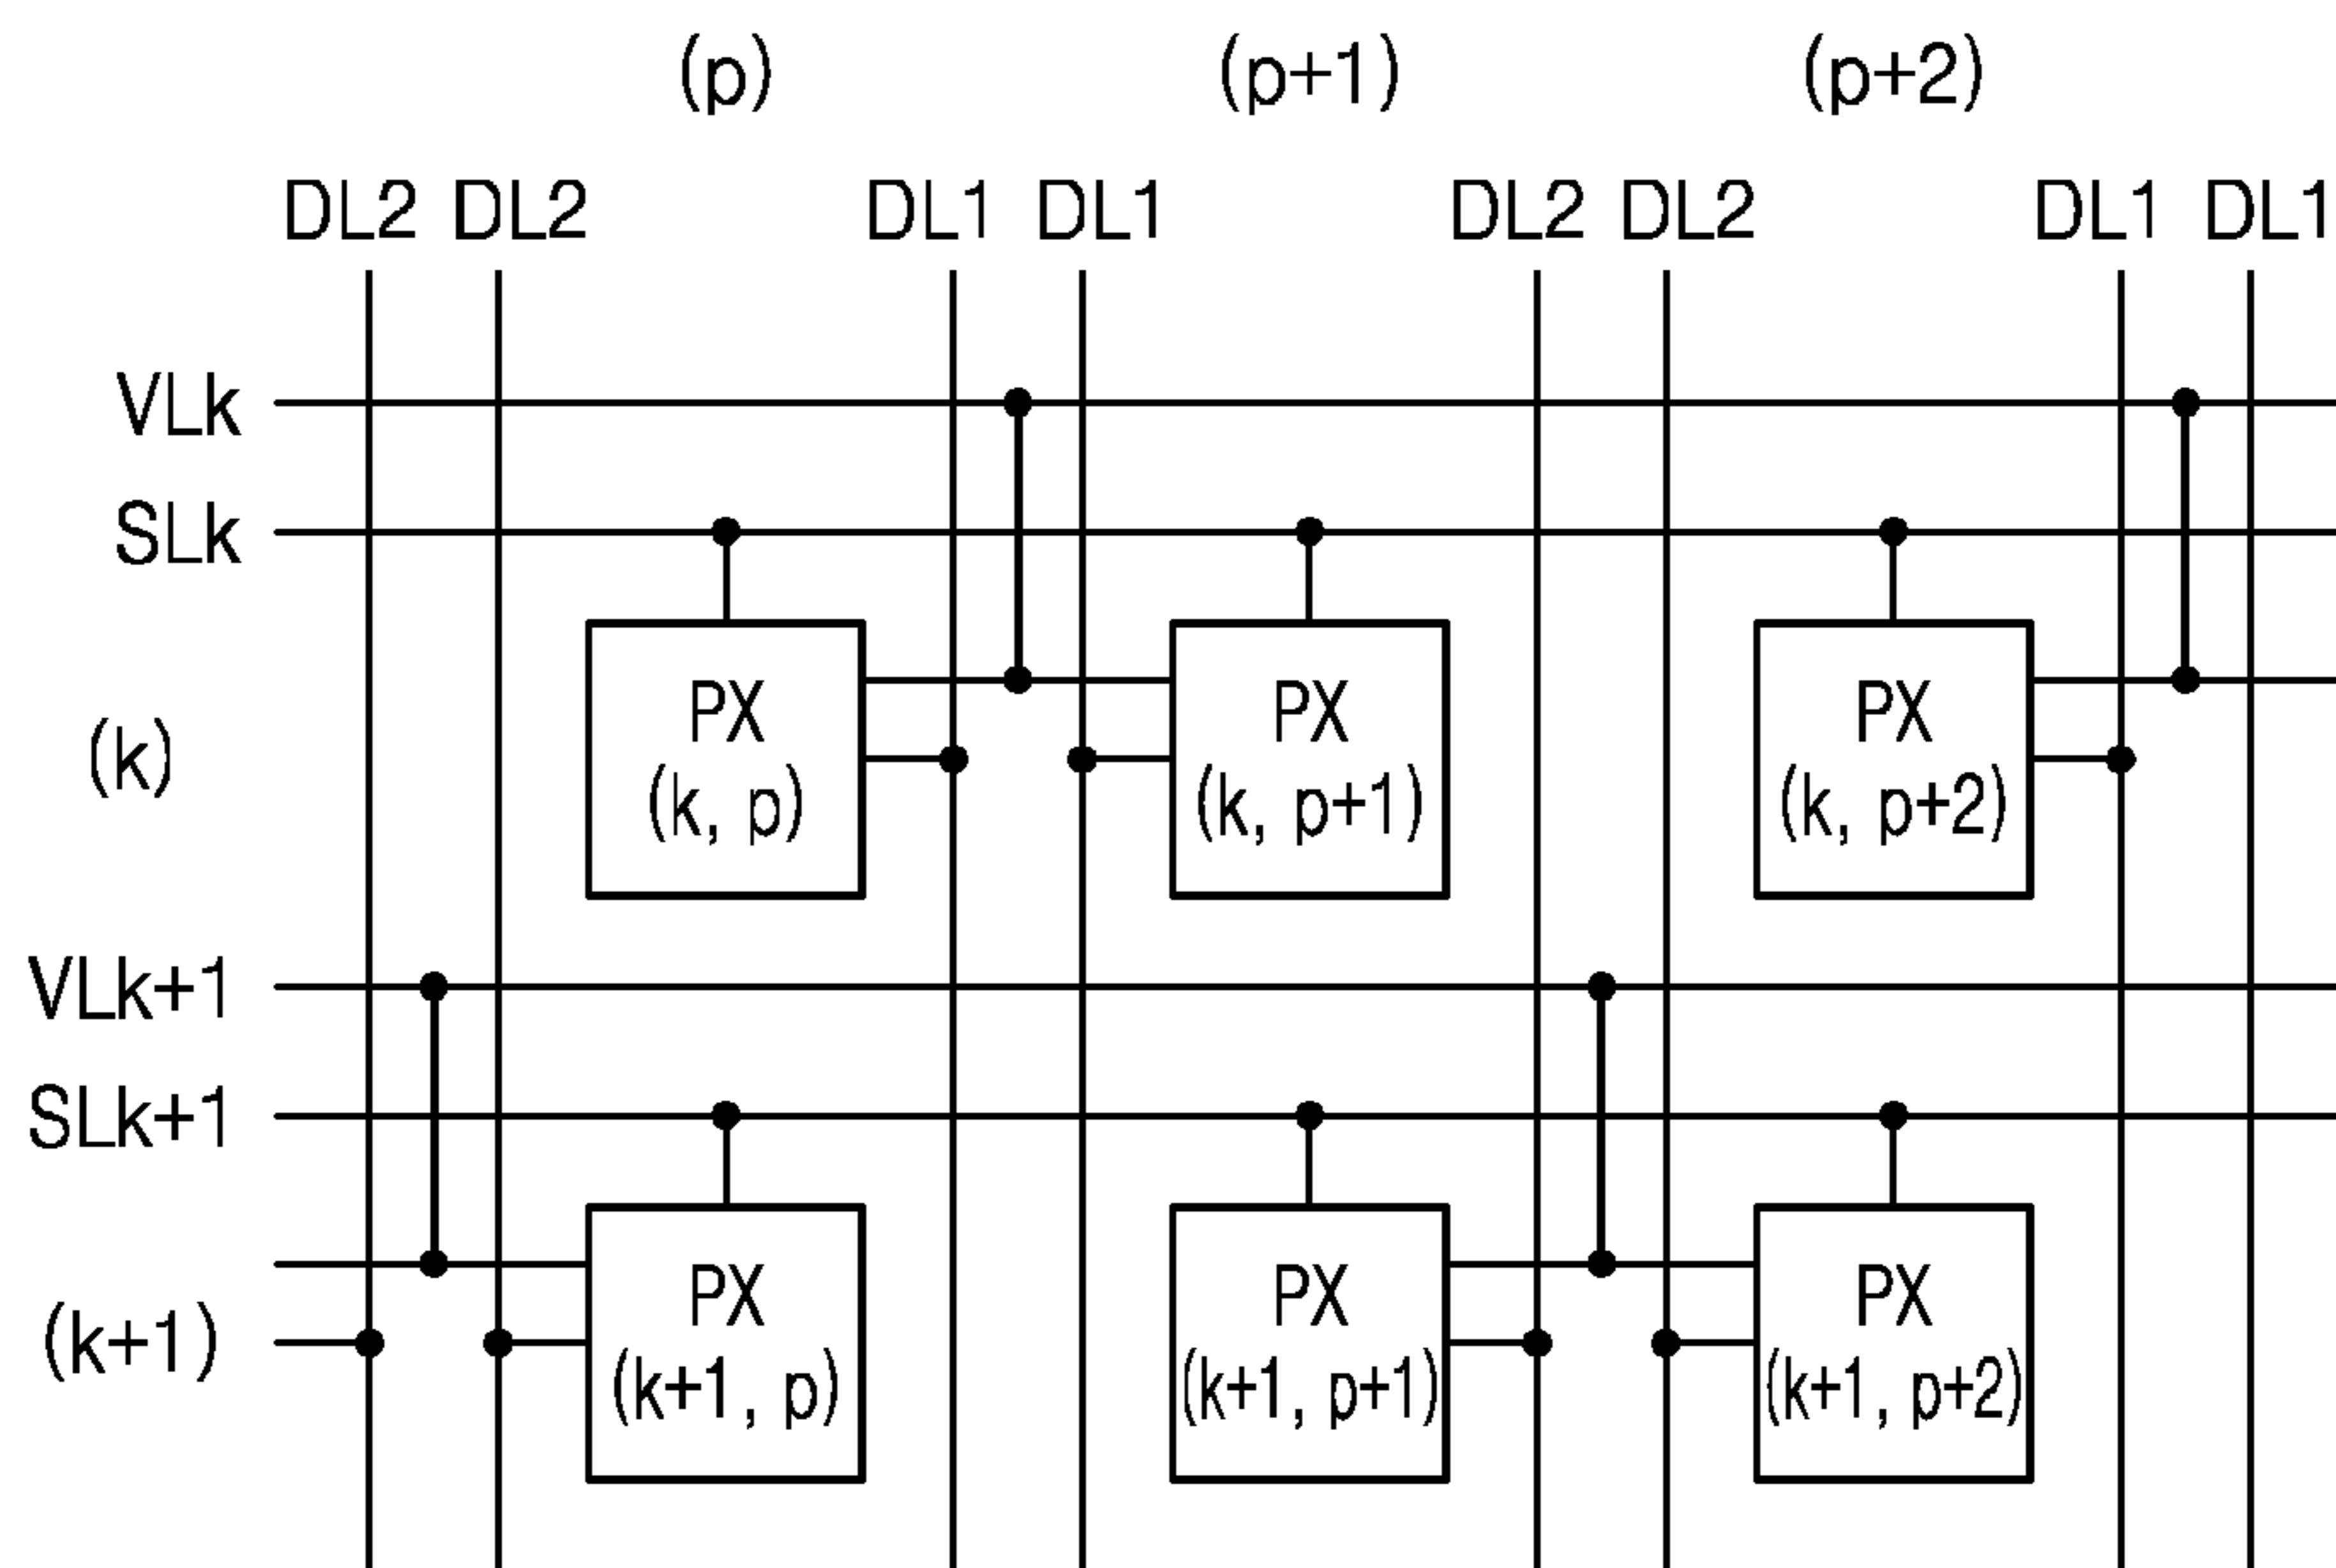 (p) (p+1) (p+2)
DL2 DL2 DL1 DL1 DL2 DL2 DL1 DL1
VLk
SLk
PX PX PX
(k)
(k, p) (k, p+1) (k, p+2)
VLk+1
SLk+1
PX PX PX
(k+1)
(k+1, p) (k+1, p+1) (k+1, p+2)